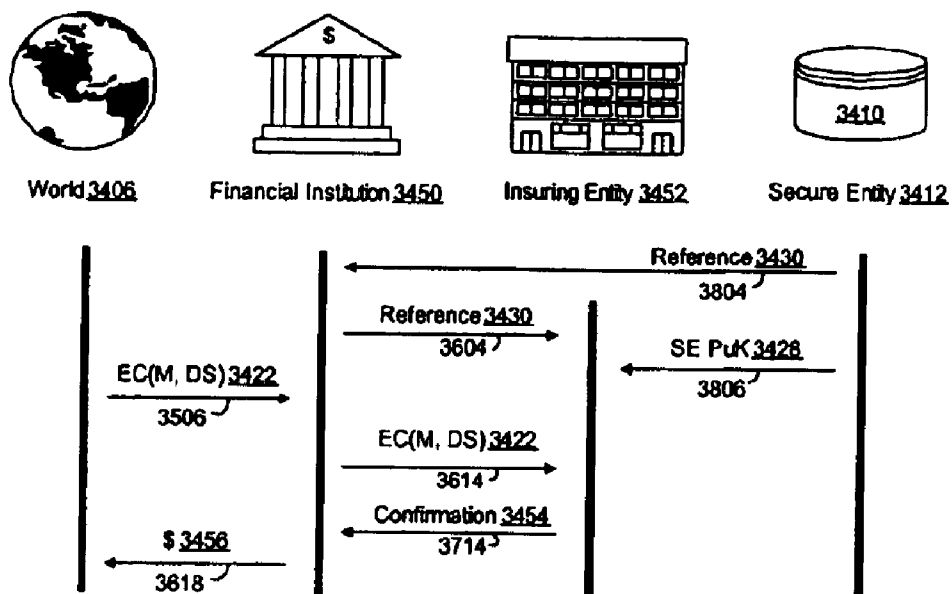 $
3410
World 3406
Financial Institution 3450
Insuring Entity 3452
Secure Entity 3412
Reference 3430
3804
Reference 3430
3604
SE PuK 3428
3806
EC(M, DS) 3422
3506
EC(M, DS) 3422
3614
Confirmation 3454
3714
$ 3456
3618